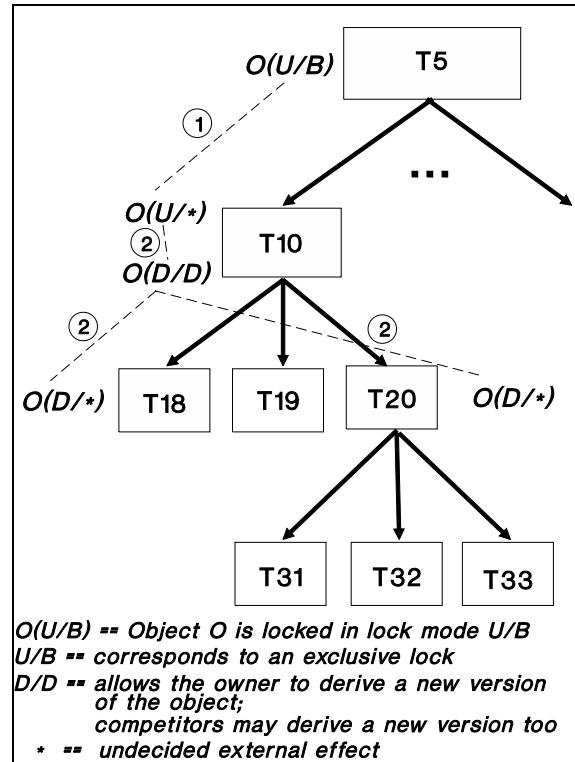 O(U/B)
T5
①
...
O(U/*)
②
T10
O(D/D)
②
②
O(D/*)
T18
T19
T20
O(D/*)
T31
T32
T33
O(U/B) == Object O is locked in lock mode U/B
U/B == corresponds to an exclusive lock
D/D == allows the owner to derive a new version
of the object;
competitors may derive a new version too
* == undecided external effect